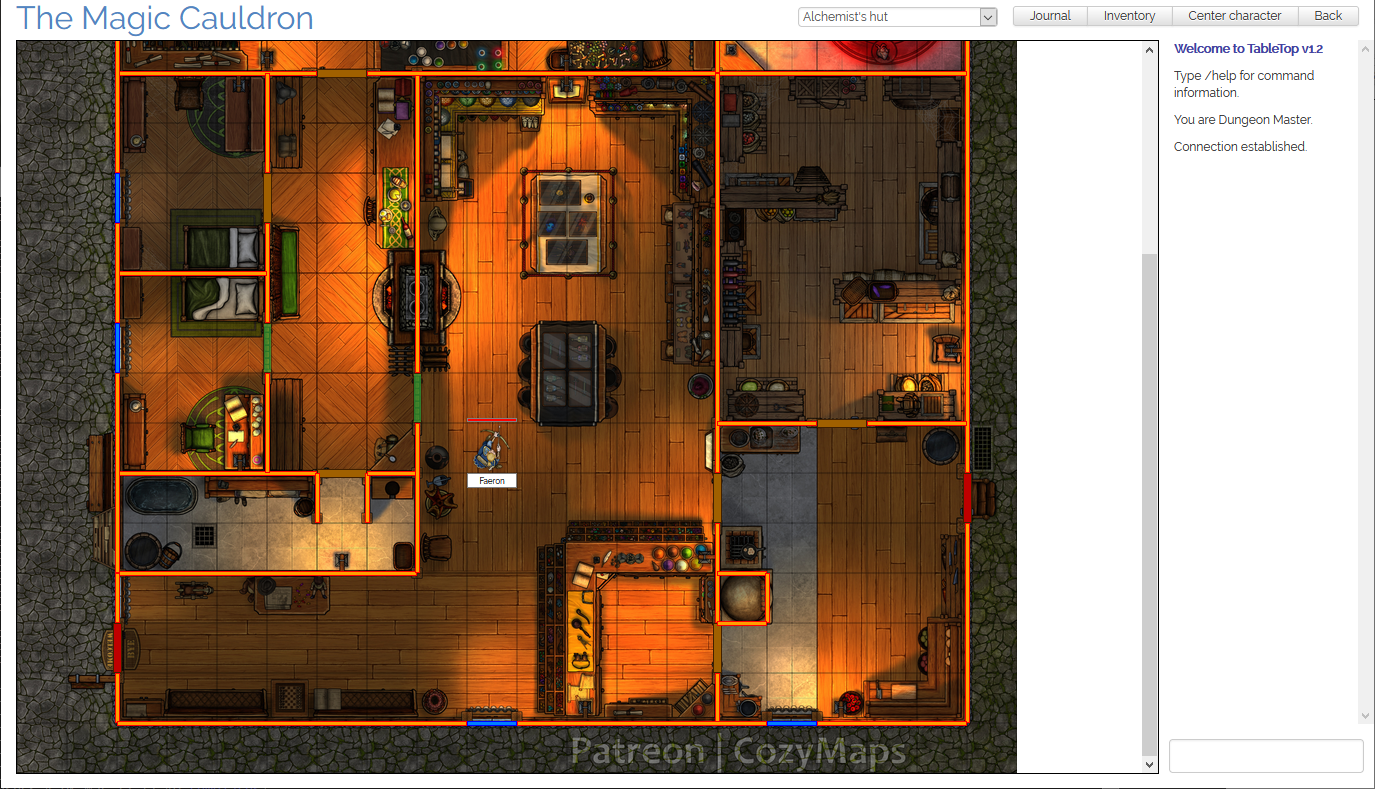 The Magic Cauldron
Alchemist's hut
Journal
Inventory
Center character
Back
Welcome to TableTop v1.2
Type /help for command
information.
You are Dungeon Master.
Connection established.
Faeron
Patreon | CozyMaps